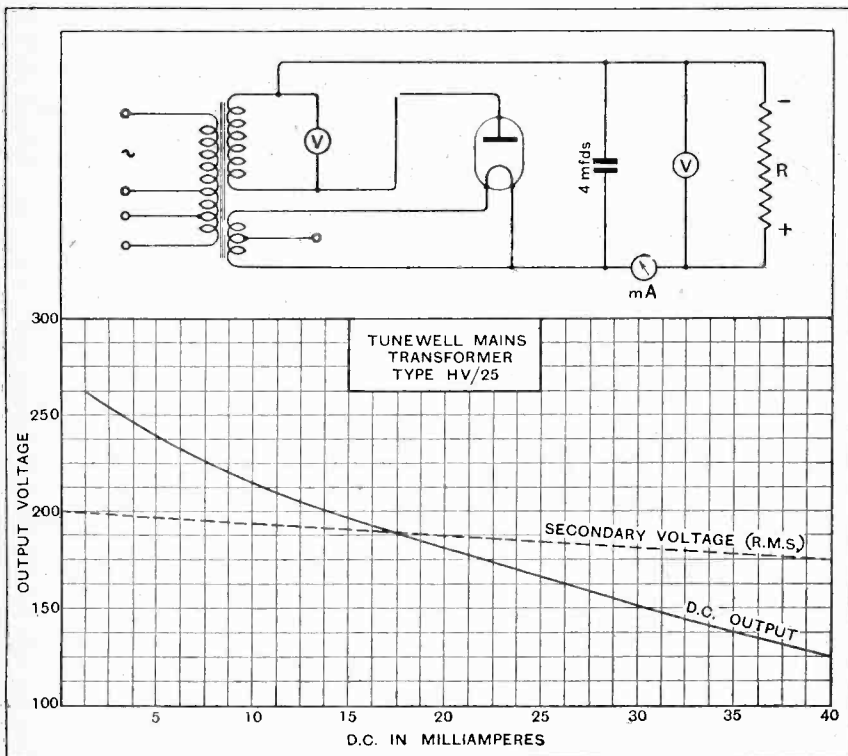 ~
V
4 mfds
V
−
R
+
mA
TUNEWELL MAINS
TRANSFORMER
TYPE HV/25
300
250
200
150
100
OUTPUT VOLTAGE
SECONDARY VOLTAGE (R.M.S.)
D.C. OUTPUT
5 10 15 20 25 30 35 40
D.C. IN MILLIAMPERES